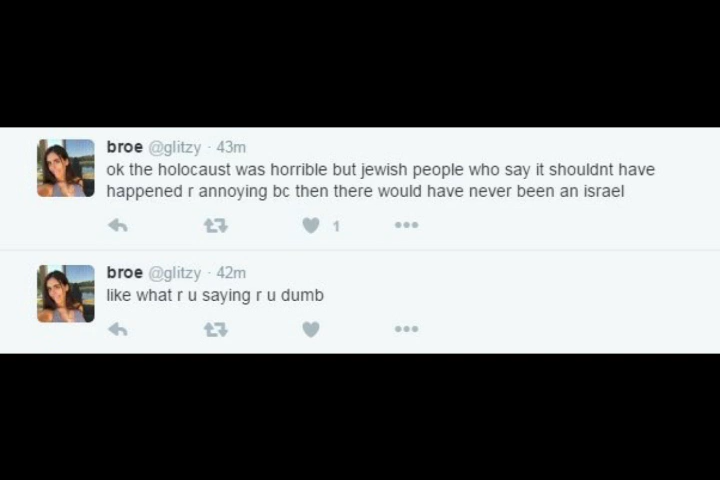 broe @glitzy · 43m
ok the holocaust was horrible but jewish people who say it shouldnt have
happened r annoying bc then there would have never been an israel
1
broe @glitzy · 42m
like what r u saying r u dumb